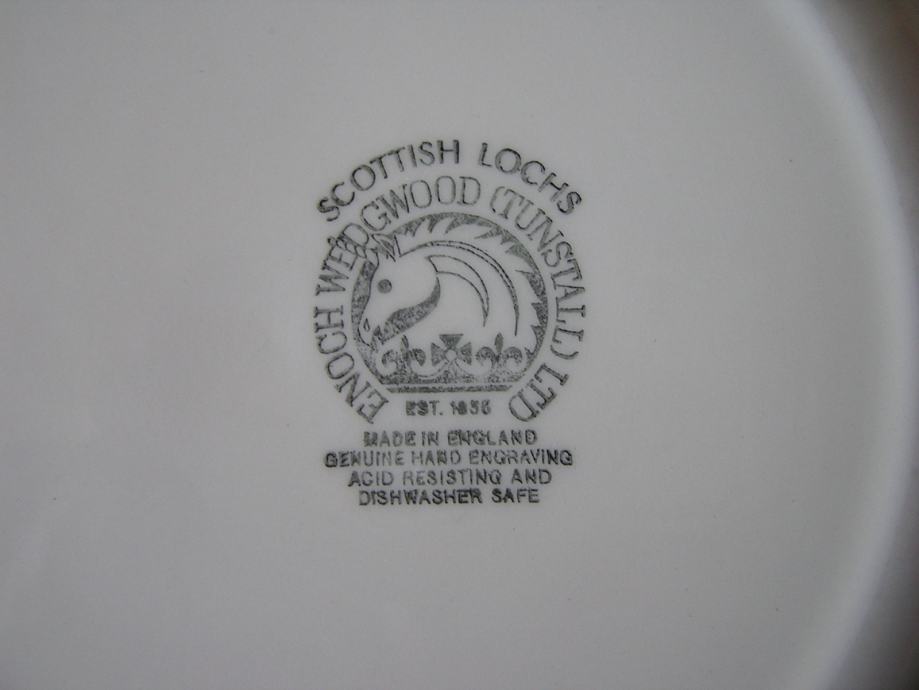 SCOTTISH LOCHS
ENOCH WEDGWOOD (TUNSTALL) LTD
EST. 1835
MADE IN ENGLAND
GENUINE HAND ENGRAVING
ACID RESISTING AND
DISHWASHER SAFE